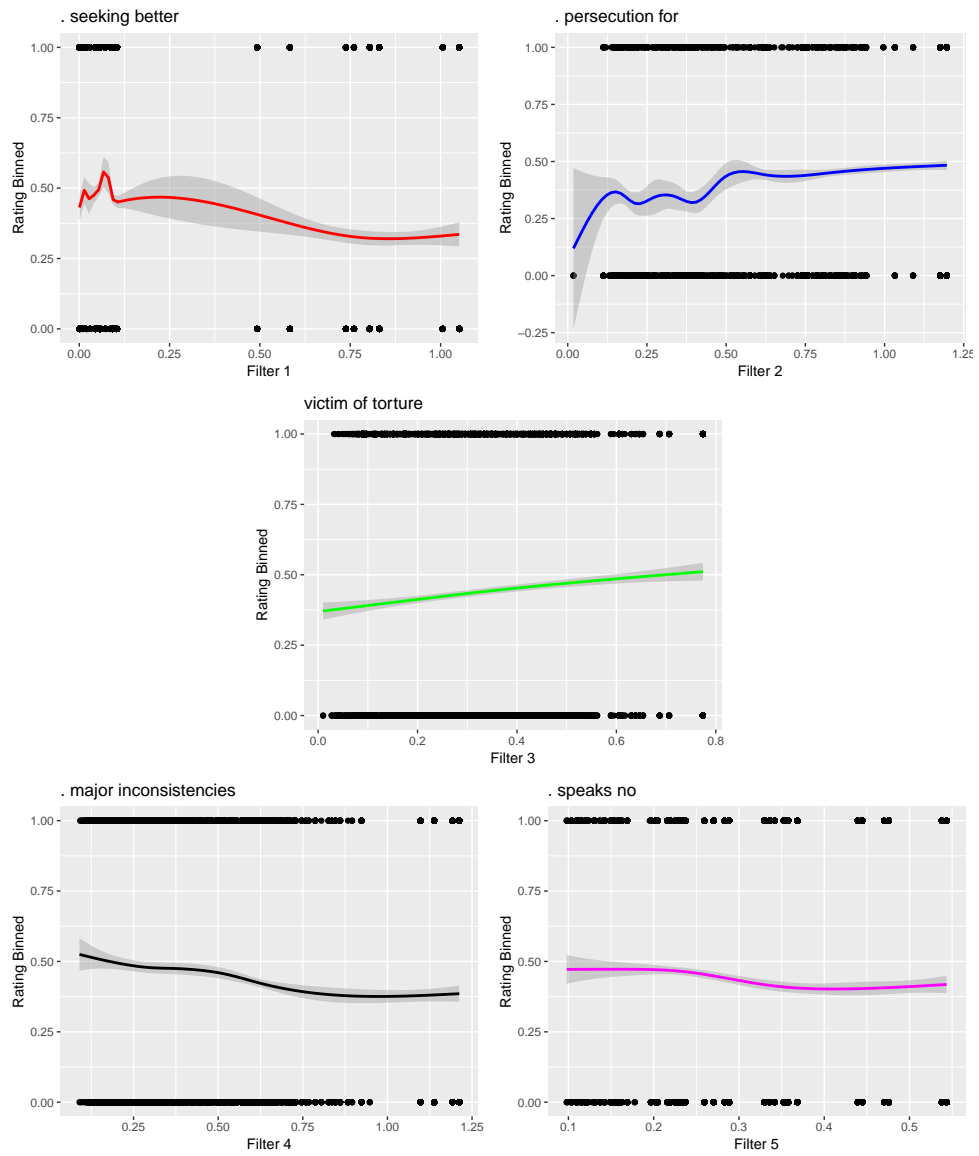 . seeking better
1.00
0.75
0.50
0.25
0.00
Rating Binned
0.00 0.25 0.50 0.75 1.00
Filter 1
. persecution for
1.00
0.75
0.50
0.25
0.00
−0.25
Rating Binned
0.00 0.25 0.50 0.75 1.00 1.25
Filter 2
victim of torture
1.00
0.75
0.50
0.25
0.00
Rating Binned
0.0 0.2 0.4 0.6 0.8
Filter 3
. major inconsistencies
1.00
0.75
0.50
0.25
0.00
Rating Binned
0.25 0.50 0.75 1.00 1.25
Filter 4
. speaks no
1.00
0.75
0.50
0.25
0.00
Rating Binned
0.1 0.2 0.3 0.4 0.5
Filter 5